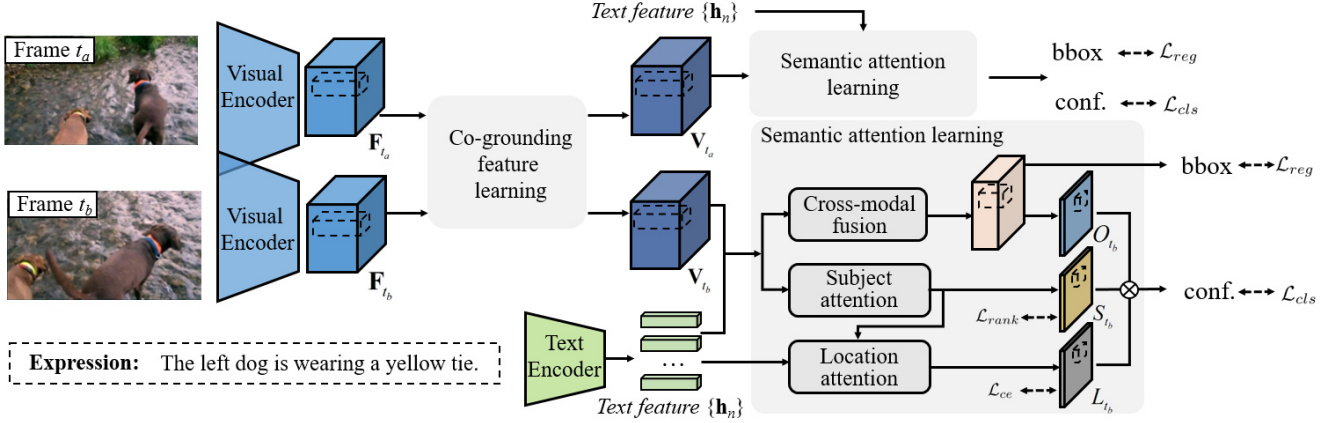 Text feature {h_n}
Frame t_a
Visual
Encoder
F_{t_a}
Co-grounding
feature
learning
V_{t_a}
Semantic attention
learning
bbox
L_reg
conf.
L_cls
Semantic attention learning
Frame t_b
Visual
Encoder
F_{t_b}
V_{t_b}
Cross-modal
fusion
O_{t_b}
bbox
L_reg
Subject
attention
L_rank
S_{t_b}
conf.
L_cls
Expression: The left dog is wearing a yellow tie.
Text
Encoder
...
Text feature {h_n}
Location
attention
L_ce
L_{t_b}